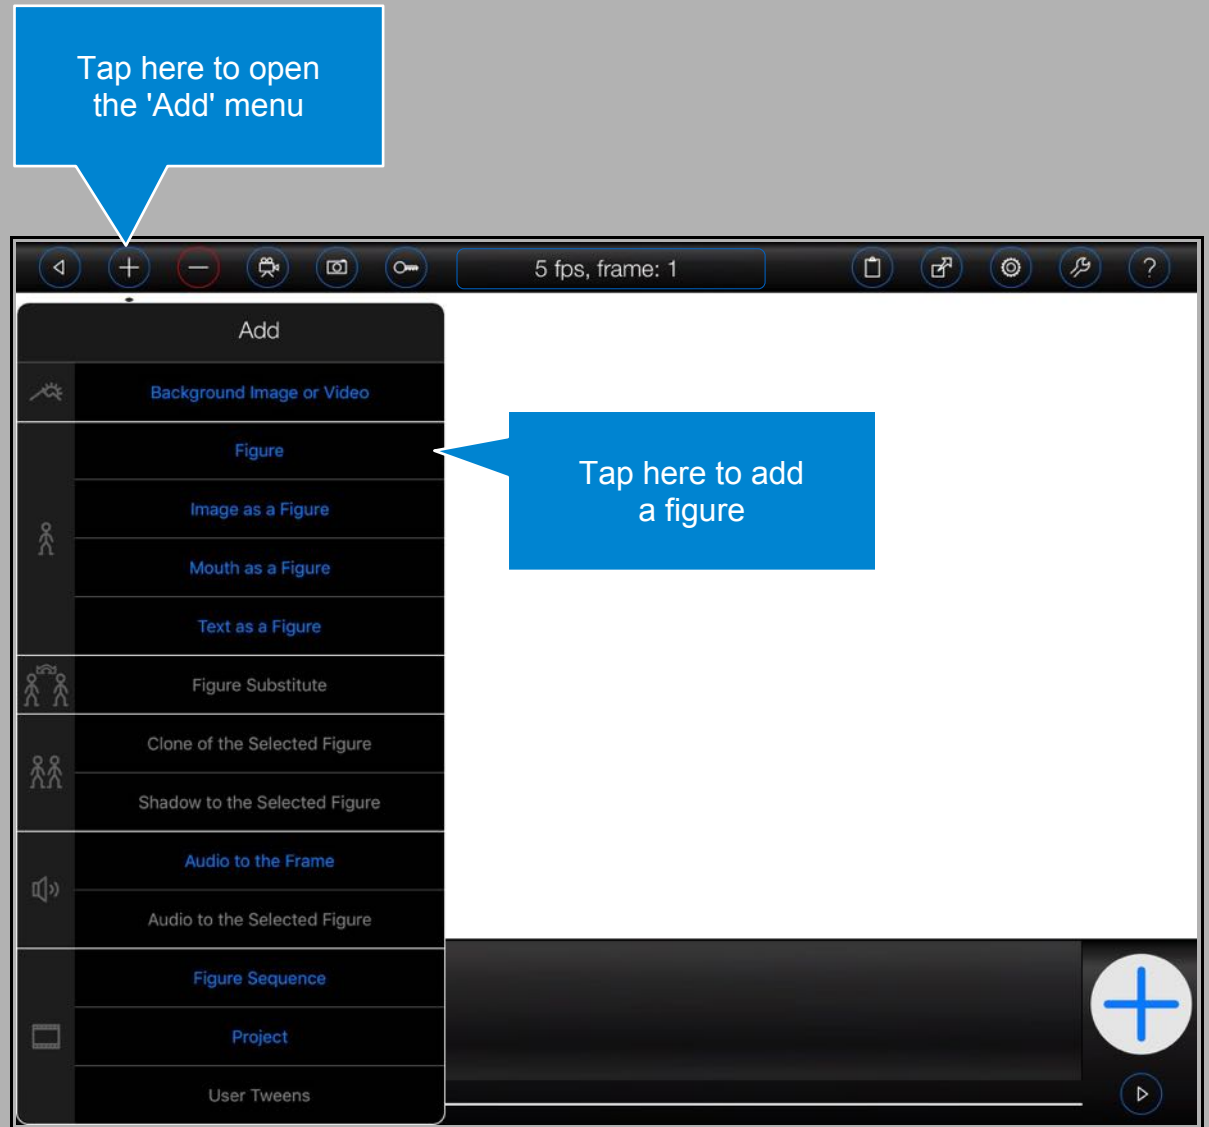 Tap here to open
the 'Add' menu
5 fps, frame: 1
?
Add
Background Image or Video
Figure
Tap here to add
a figure
Image as a Figure
Mouth as a Figure
Text as a Figure
Figure Substitute
Clone of the Selected Figure
Shadow to the Selected Figure
Audio to the Frame
Audio to the Selected Figure
Figure Sequence
Project
User Tweens